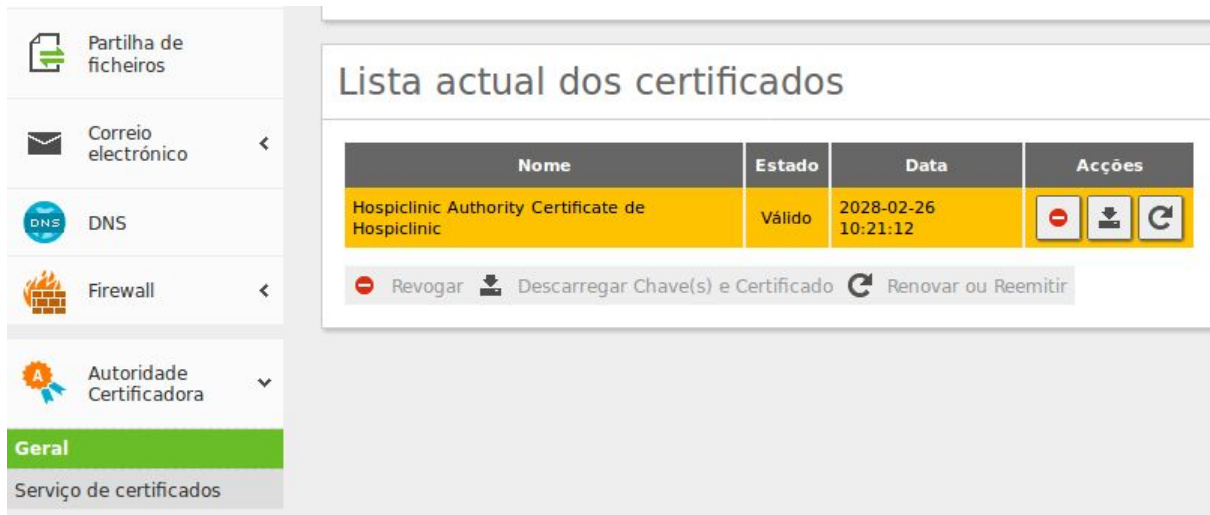 Partilha de
ficheiros
Correio
electrónico
DNS
DNS
Firewall
A
Autoridade
Certificadora
Geral
Serviço de certificados
Lista actual dos certificados
Nome Estado Data Acções
Hospiclinic Authority Certificate de
Hospiclinic
Válido
2028-02-26
10:21:12
Revogar Descarregar Chave(s) e Certificado Renovar ou Reemitir